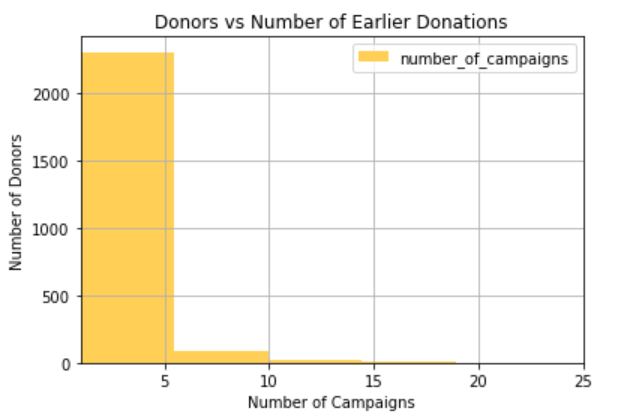 Donors vs Number of Earlier Donations
number_of_campaigns
Number of Donors
2000
1500
1000
500
0
5
10
15
20
25
Number of Campaigns